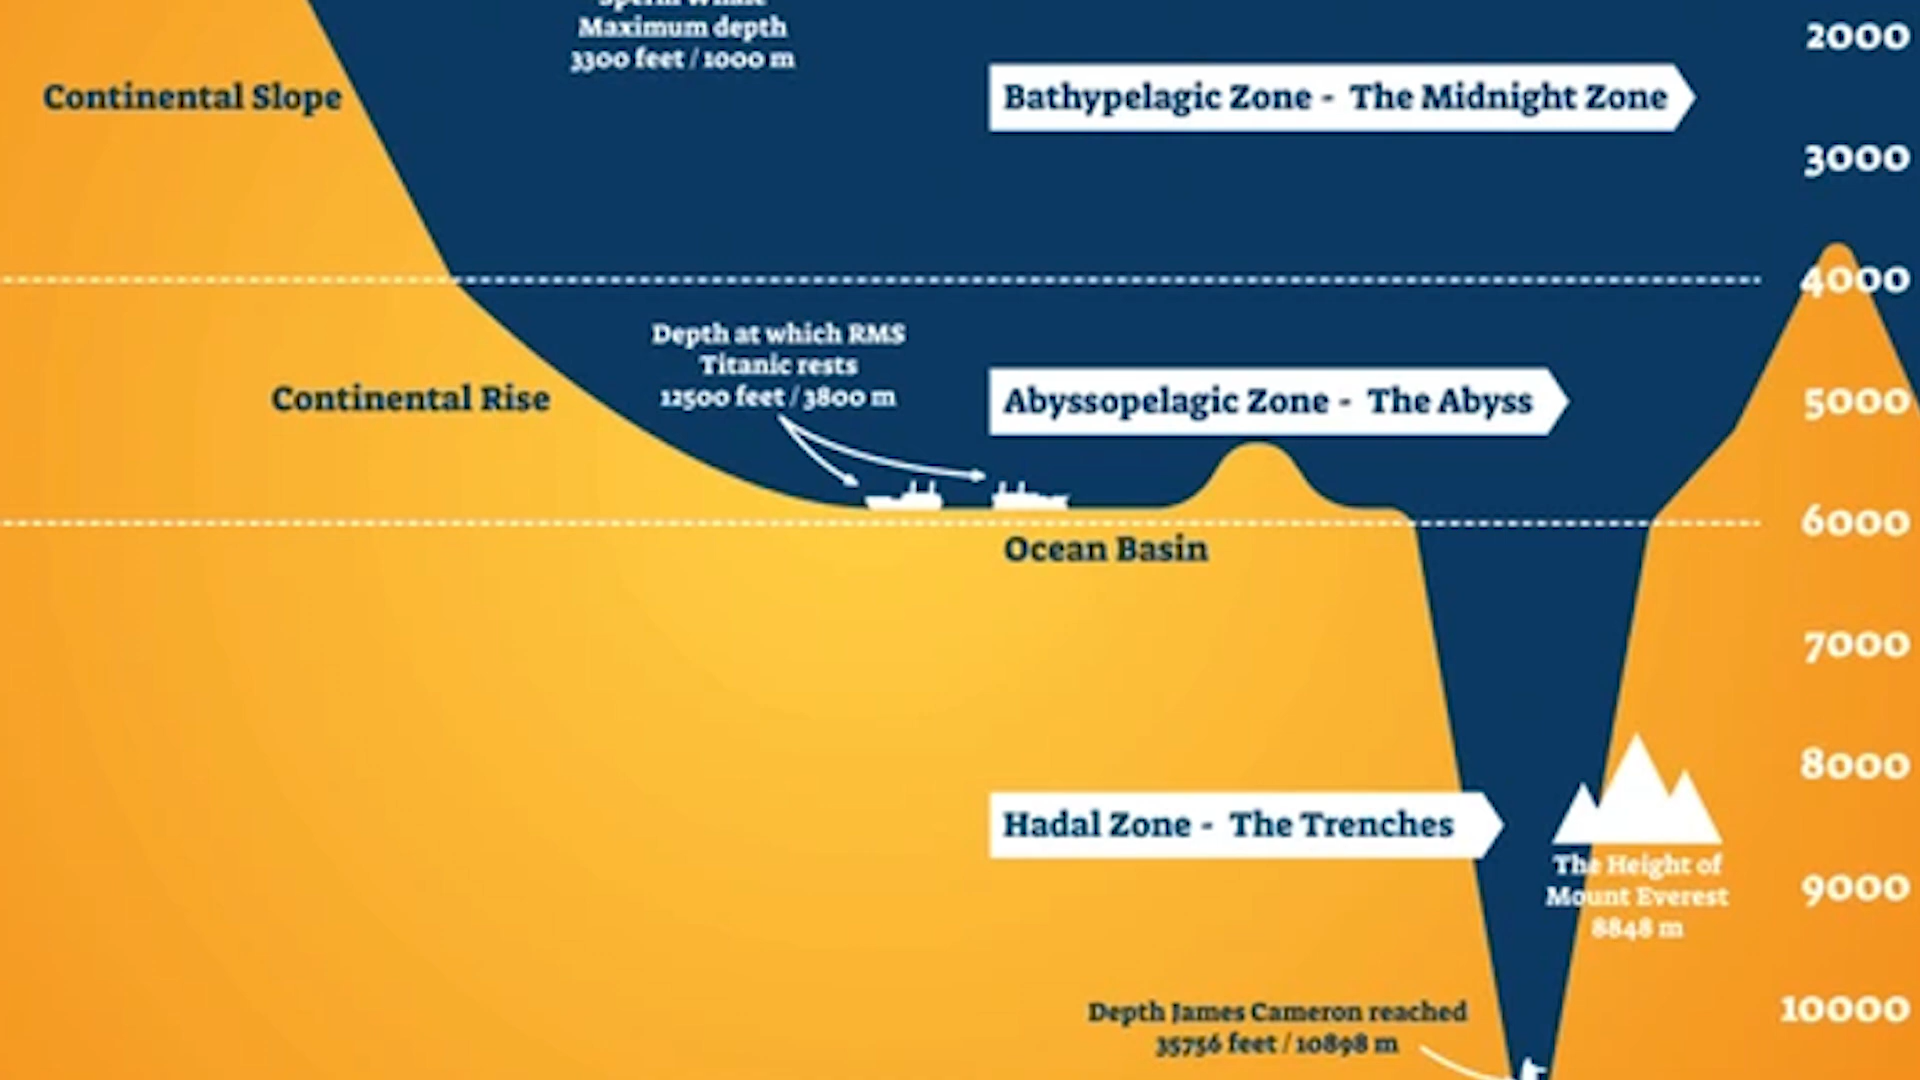 Sperm Whale
Maximum depth
3300 feet / 1000 m
2000
Continental Slope
Bathypelagic Zone - The Midnight Zone
3000
4000
Depth at which RMS
Titanic rests
12500 feet / 3800 m
Continental Rise
Abyssopelagic Zone - The Abyss
5000
6000
Ocean Basin
7000
8000
Hadal Zone - The Trenches
The Height of
Mount Everest
8848 m
9000
Depth James Cameron reached
35756 feet / 10898 m
10000